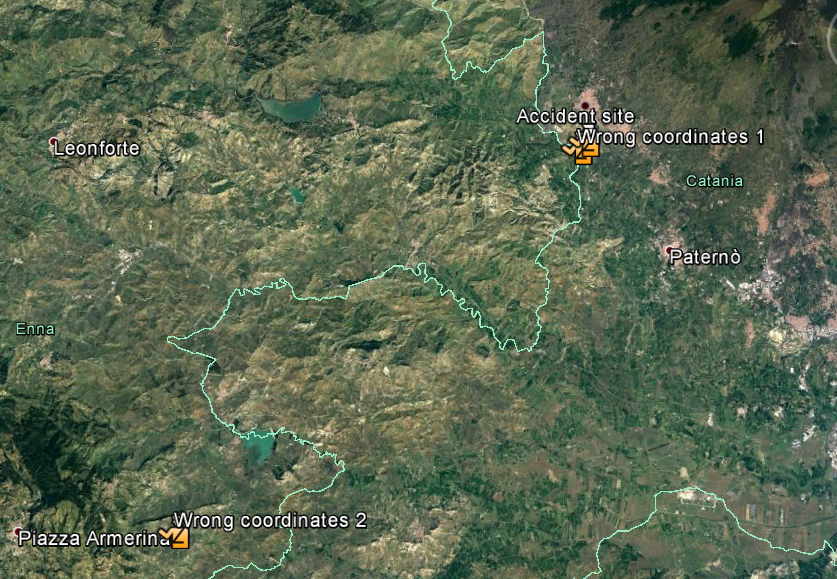 Accident site
Wrong coordinates 1
Leonforte
Catania
Paternò
Enna
Wrong coordinates 2
Piazza Armerina